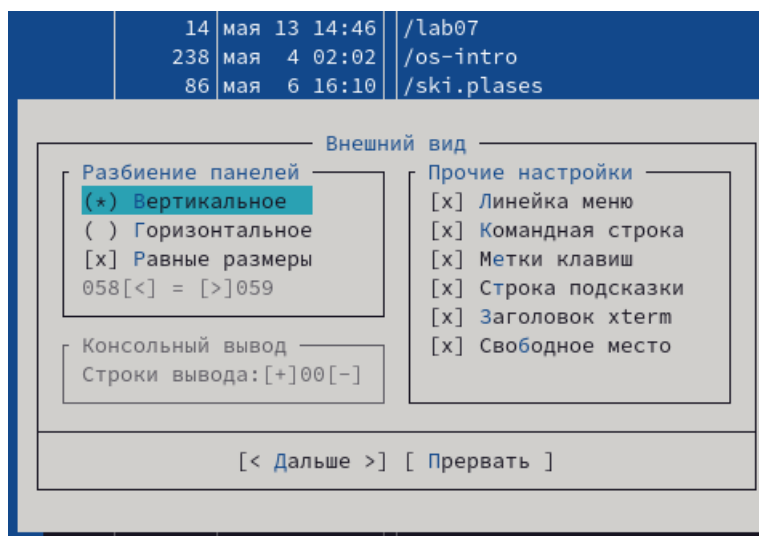 14 мая 13 14:46 /lab07
238 мая 4 02:02 /os-intro
86 мая 6 16:10 /ski.plases
Внешний вид
Разбиение панелей
(*) Вертикальное
( ) Горизонтальное
[x] Равные размеры
058[<] = [>]059
Консольный вывод
Строки вывода:[+]00[-]
Прочие настройки
[x] Линейка меню
[x] Командная строка
[x] Метки клавиш
[x] Строка подсказки
[x] Заголовок xterm
[x] Свободное место
[< Дальше >] [ Прервать ]